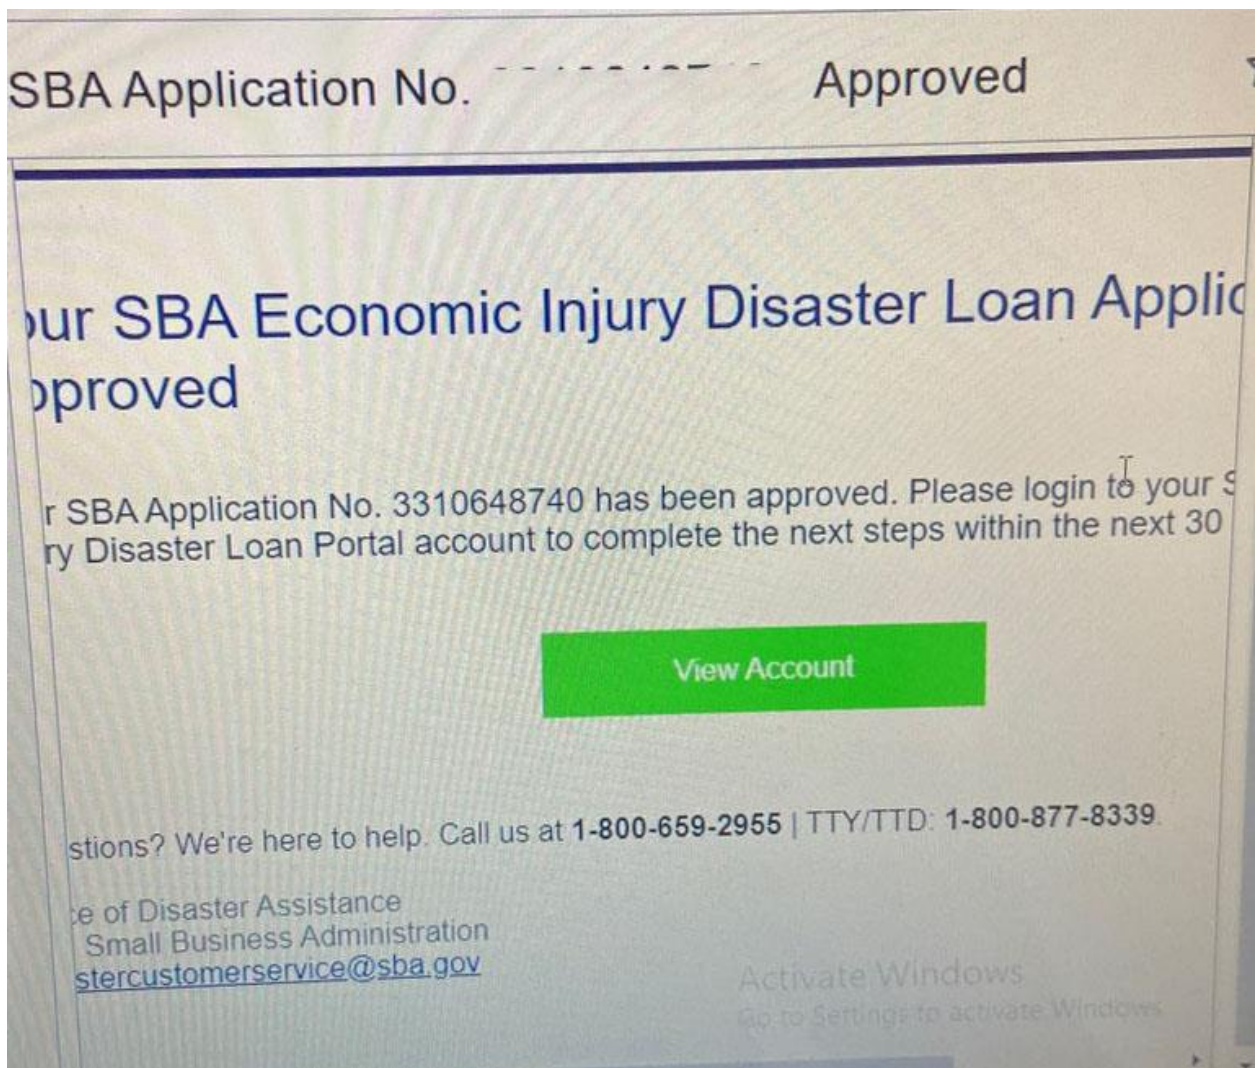 SBA Application No. Approved
our SBA Economic Injury Disaster Loan Applic
pproved
r SBA Application No. 3310648740 has been approved. Please login to your S
ry Disaster Loan Portal account to complete the next steps within the next 30
View Account
stions? We're here to help. Call us at 1-800-659-2955 | TTY/TTD: 1-800-877-8339.
ce of Disaster Assistance
Small Business Administration
stercustomerservice@sba.gov
Activate Windows
Go to Settings to activate Windows